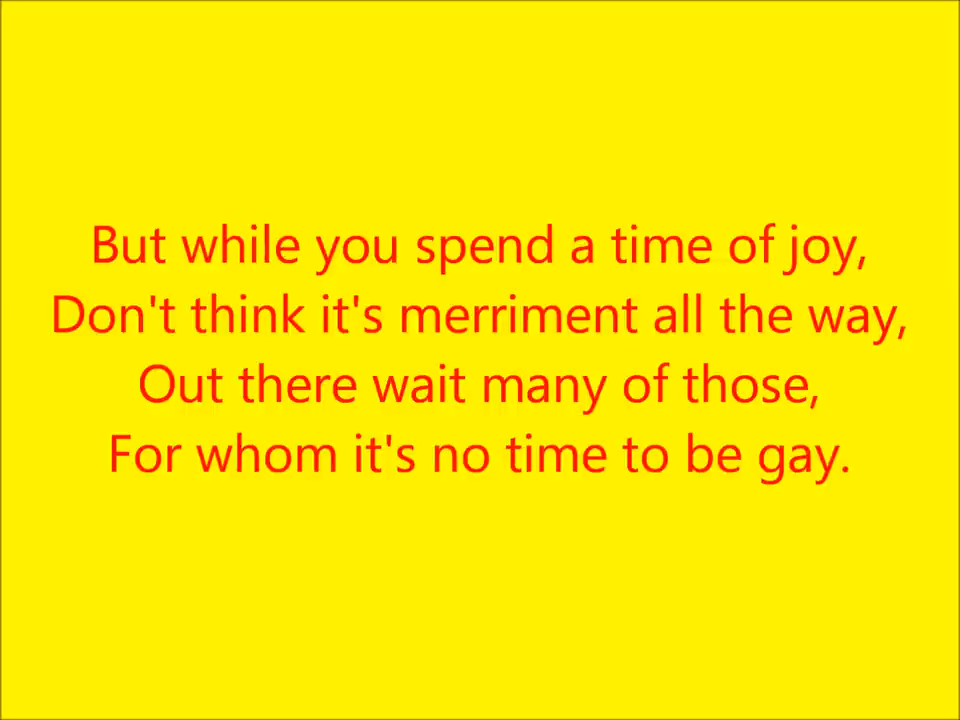 But while you spend a time of joy,
Don't think it's merriment all the way,
Out there wait many of those,
For whom it's no time to be gay.